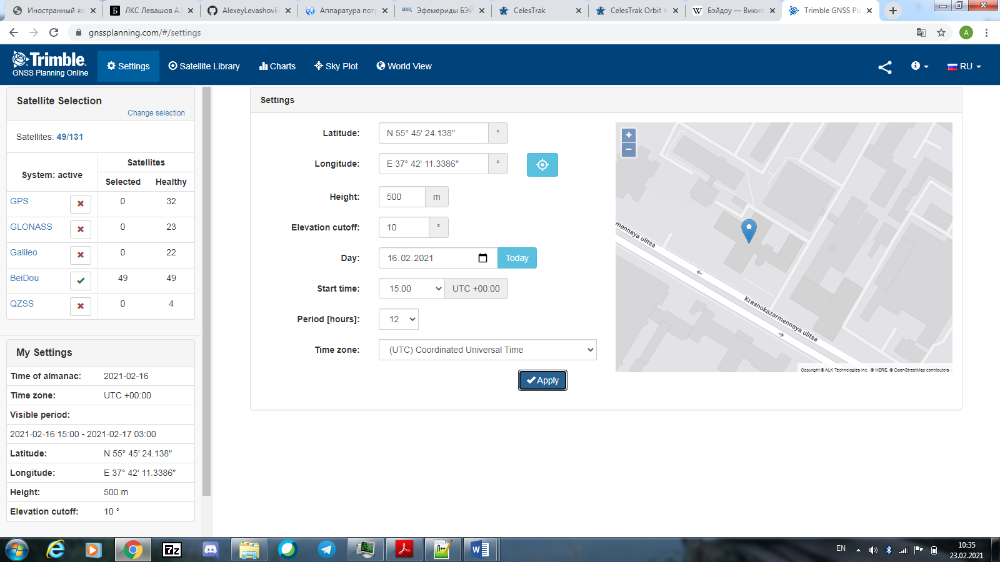 Иностранный яз
ЛКС Левашов А.
AlexeyLevashovE
Аппаратура пот
ИАЦ Эфемериды БЭЙ
CelesTrak
CelesTrak Orbit
W Бэйдоу — Викип
Trimble GNSS Pl
gnssplanning.com/#/settings
A
Trimble
GNSS Planning Online
Settings
Satellite Library
Charts
Sky Plot
World View
RU
Satellite Selection
Change selection
Satellites: 49/131
System: active
Satellites
Selected Healthy
GPS 0 32
GLONASS 0 23
Galileo 0 22
BeiDou 49 49
QZSS 0 4
My Settings
Time of almanac: 2021-02-16
Time zone: UTC +00:00
Visible period:
2021-02-16 15:00 - 2021-02-17 03:00
Latitude: N 55° 45' 24.138"
Longitude: E 37° 42' 11.3386"
Height: 500 m
Elevation cutoff: 10 °
Settings
Latitude: N 55° 45' 24.138" °
Longitude: E 37° 42' 11.3386" °
Height: 500 m
Elevation cutoff: 10 °
Day: 16.02.2021 Today
Start time: 15:00 UTC +00:00
Period [hours]: 12
Time zone: (UTC) Coordinated Universal Time
Apply
+
−
mennaya ulitsa
Krasnokazarmennaya ulitsa
Copyright © ALK Technologies Inc., © HERE, © OpenStreetMap contributors
7z
EN
10:35
23.02.2021